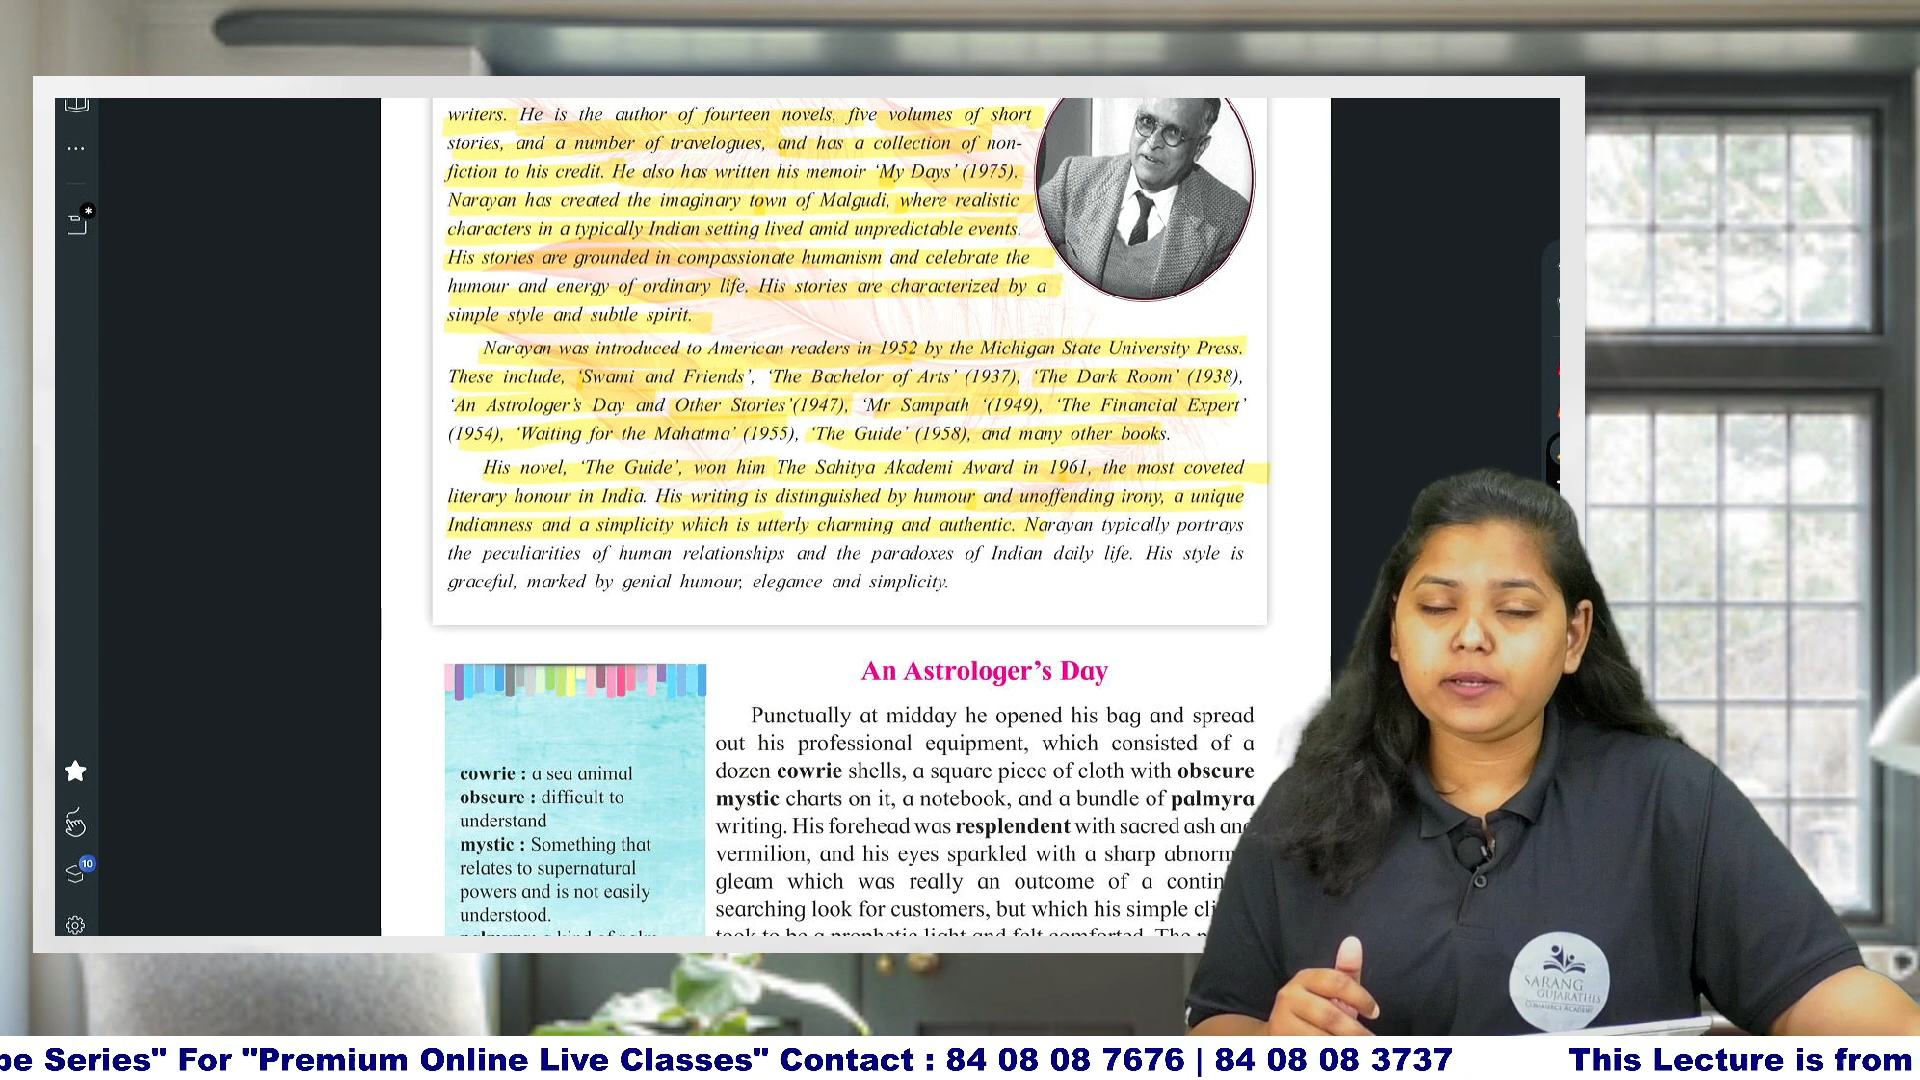 writers. He is the author of fourteen novels, five volumes of short
stories, and a number of travelogues, and has a collection of non-
fiction to his credit. He also has written his memoir ‘My Days’ (1975).
Narayan has created the imaginary town of Malgudi, where realistic
characters in a typically Indian setting lived amid unpredictable events.
His stories are grounded in compassionate humanism and celebrate the
humour and energy of ordinary life. His stories are characterized by a
simple style and subtle spirit.
Narayan was introduced to American readers in 1952 by the Michigan State University Press.
These include, ‘Swami and Friends’, ‘The Bachelor of Arts’ (1937), ‘The Dark Room’ (1938),
‘An Astrologer’s Day and Other Stories’(1947), ‘Mr Sampath ‘(1949), ‘The Financial Expert’
(1954), ‘Waiting for the Mahatma’ (1955), ‘The Guide’ (1958), and many other books.
His novel, ‘The Guide’, won him The Sahitya Akademi Award in 1961, the most coveted
literary honour in India. His writing is distinguished by humour and unoffending irony, a unique
Indianness and a simplicity which is utterly charming and authentic. Narayan typically portrays
the peculiarities of human relationships and the paradoxes of Indian daily life. His style is
graceful, marked by genial humour, elegance and simplicity.
An Astrologer’s Day
cowrie : a sea animal
obscure : difficult to
understand
mystic : Something that
relates to supernatural
powers and is not easily
understood.
Punctually at midday he opened his bag and spread
out his professional equipment, which consisted of a
dozen cowrie shells, a square piece of cloth with obscure
mystic charts on it, a notebook, and a bundle of palmyra
writing. His forehead was resplendent with sacred ash and
vermilion, and his eyes sparkled with a sharp abnorm
gleam which was really an outcome of a contin
searching look for customers, but which his simple cli
took to be a prophetic light and felt comforted. The
10
SARANG
GUJARATHIS
COMMERCE ACADEMY
be Series" For "Premium Online Live Classes" Contact : 84 08 08 7676 | 84 08 08 3737 This Lecture is from